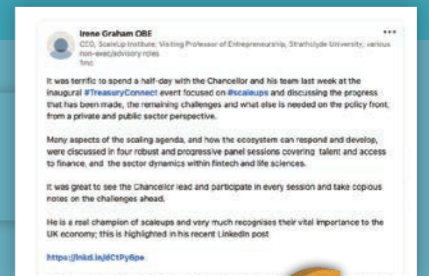 Irene Graham OBE
CEO, ScaleUp Institute; Visiting Professor of Entrepreneurship, Strathclyde University; various
non-exec/advisory roles
1mo
It was terrific to spend a half-day with the Chancellor and his team last week at the
inaugural #TreasuryConnect event focused on #scaleups and discussing the progress
that has been made, the remaining challenges and what else is needed on the policy front,
from a private and public sector perspective.
Many aspects of the scaling agenda, and how the ecosystem can respond and develop,
were discussed in four robust and progressive panel sessions covering talent and access
to finance, and the sector dynamics within fintech and life sciences.
It was great to see the Chancellor lead and participate in every session and take copious
notes on the challenges ahead.
He is a real champion of scaleups and very much recognises their vital importance to the
UK economy; this is highlighted in his recent LinkedIn post
https://lnkd.in/dCtPy6pe